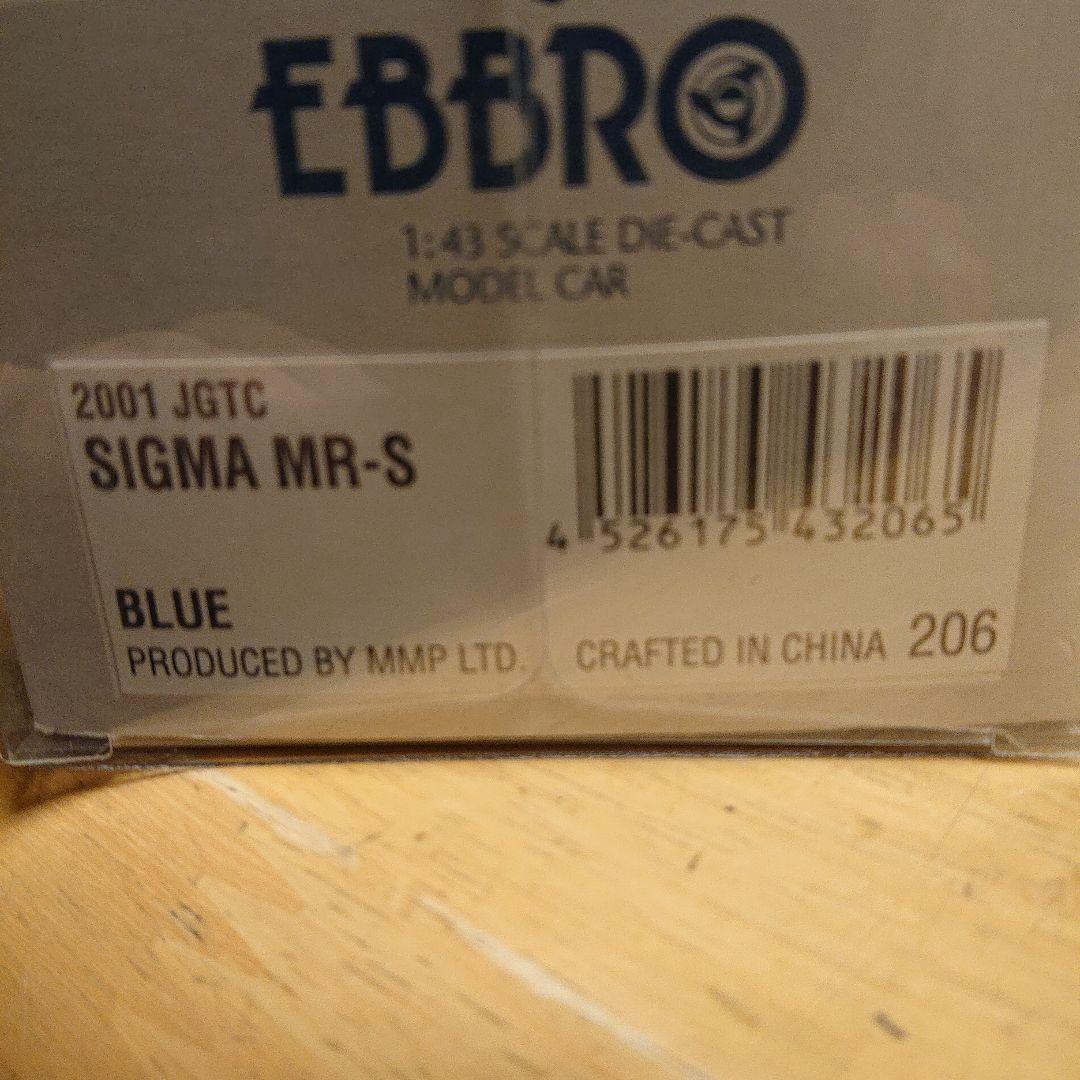 EBBRO
1:43 SCALE DIE-CAST
MODEL CAR
2001 JGTC
SIGMA MR-S
4 526175 432065
BLUE
PRODUCED BY MMP LTD.
CRAFTED IN CHINA 206